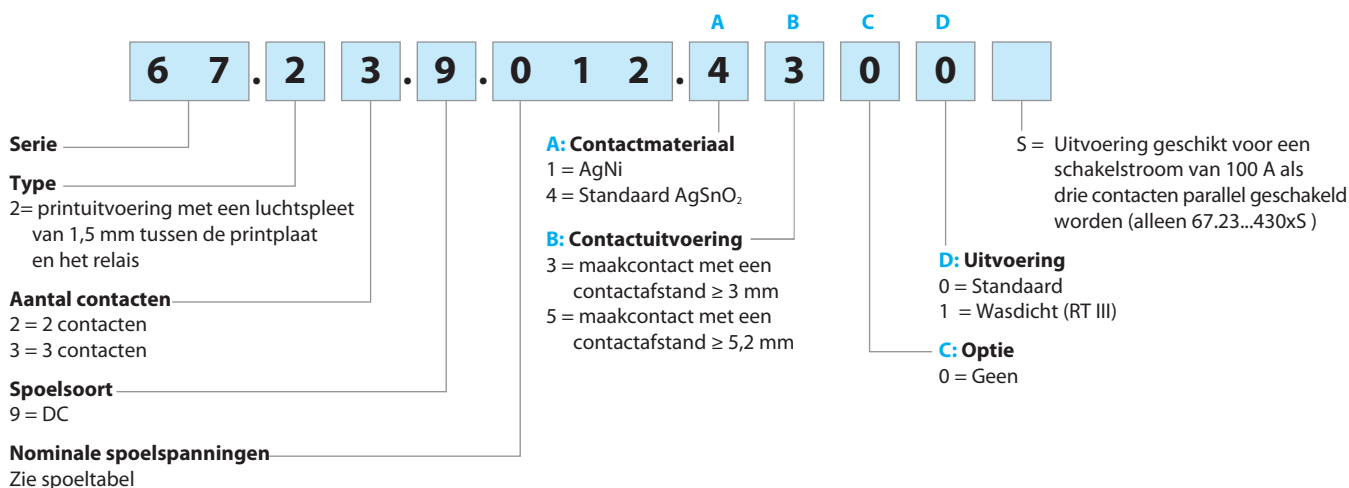 A B C D
6 7 . 2 3 . 9 . 0 1 2 . 4 3 0 0
Serie
Type
2= printuitvoering met een luchtspleet
van 1,5 mm tussen de printplaat
en het relais
Aantal contacten
2 = 2 contacten
3 = 3 contacten
Spoelsoort
9 = DC
Nominale spoelspanningen
Zie spoeltabel
A: Contactmateriaal
1 = AgNi
4 = Standaard AgSnO₂
B: Contactuitvoering
3 = maakcontact met een
contactafstand ≥ 3 mm
5 = maakcontact met een
contactafstand ≥ 5,2 mm
S = Uitvoering geschikt voor een
schakelstroom van 100 A als
drie contacten parallel geschakeld
worden (alleen 67.23...430xS )
D: Uitvoering
0 = Standaard
1 = Wasdicht (RT III)
C: Optie
0 = Geen